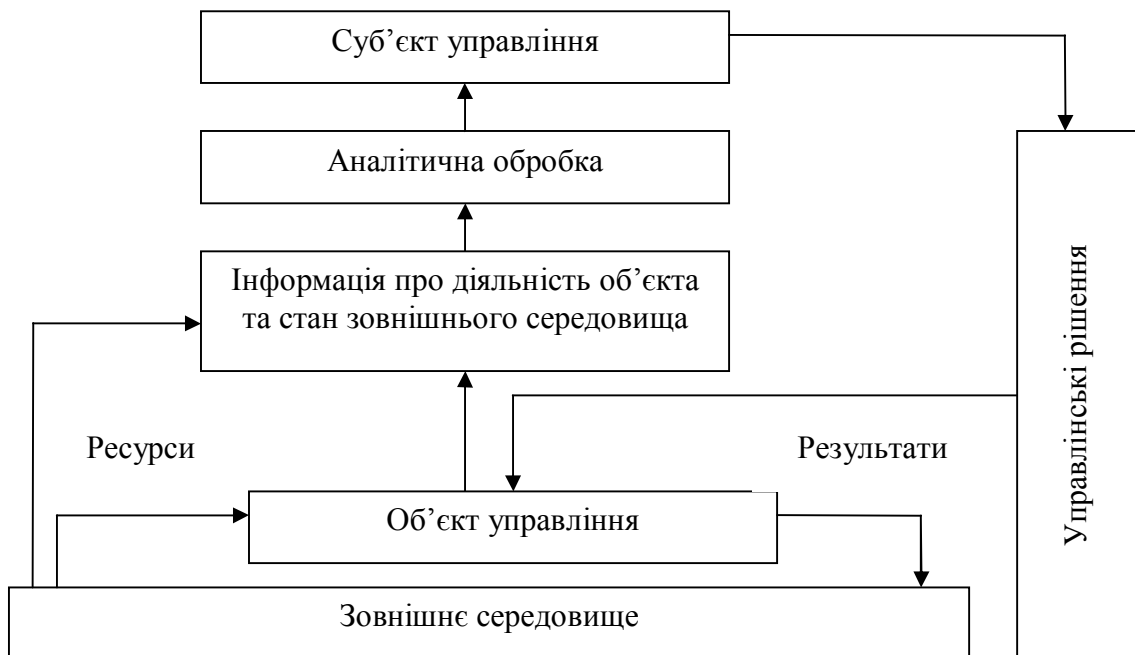 Суб’єкт управління
Аналітична обробка
Інформація про діяльність об’єкта
та стан зовнішнього середовища
Управлінські рішення
Ресурси
Результати
Об’єкт управління
Зовнішнє середовище